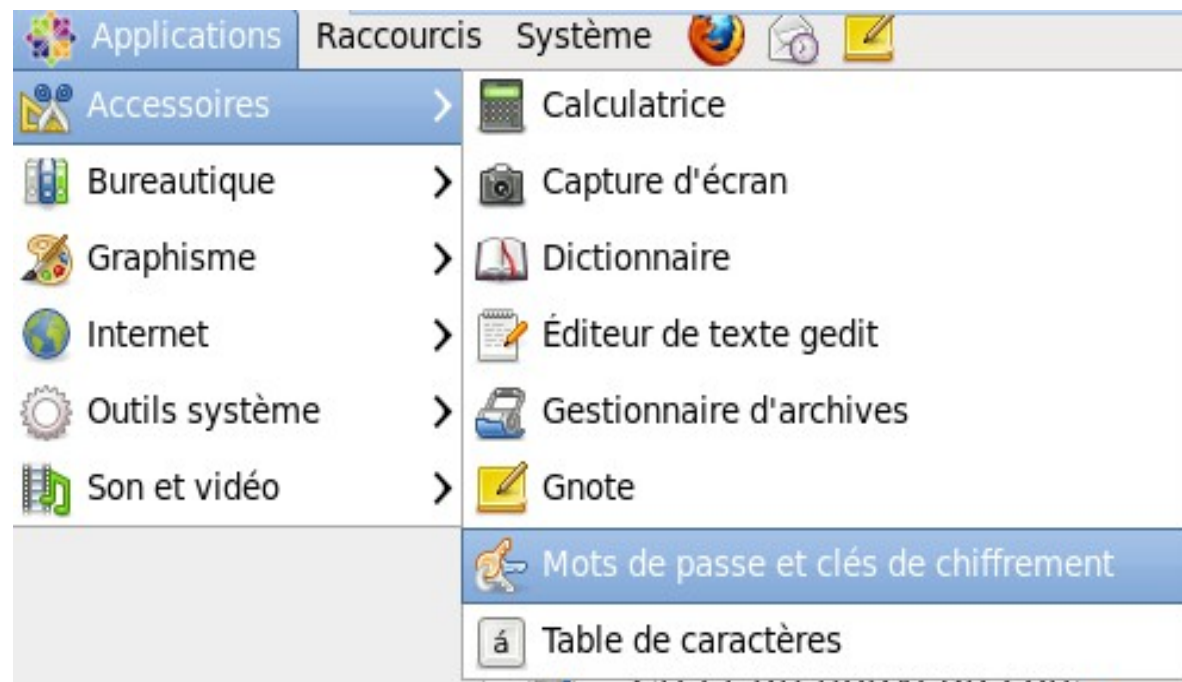 Applications Raccourcis Système
Accessoires
Bureautique
Graphisme
Internet
Outils système
Son et vidéo
Calculatrice
Capture d'écran
Dictionnaire
Éditeur de texte gedit
Gestionnaire d'archives
Gnote
Mots de passe et clés de chiffrement
á Table de caractères